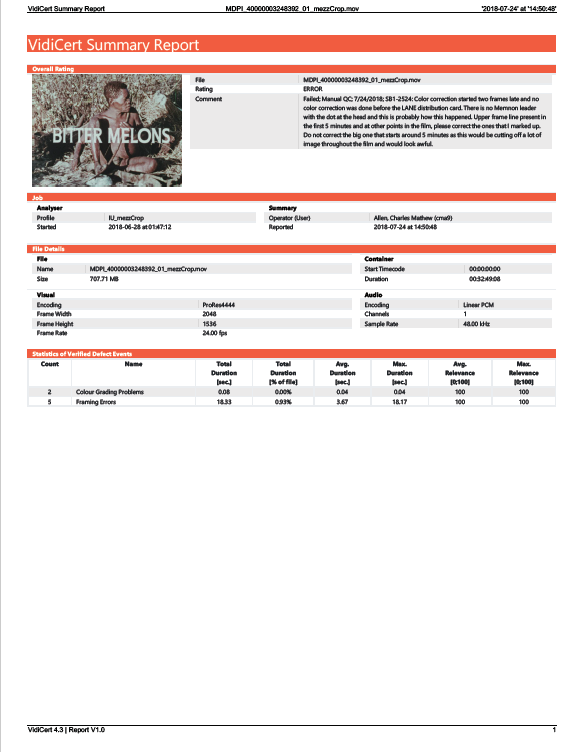 VidiCert Summary Report MDPI_40000003248392_01_mezzCrop.mov '2018-07-24' at '14:50:48'
VidiCert Summary Report
Overall Rating
BITTER MELONS
File MDPI_40000003248392_01_mezzCrop.mov
Rating ERROR
Comment Failed; Manual QC; 7/24/2018; SB1-2524: Color correction started two frames late and no
color correction was done before the LANE distribution card. There is no Memnon leader
with the dot at the head and this is probably how this happened. Upper frame line present in
the first 5 minutes and at other points in the film, please correct the ones that I marked up.
Do not correct the big one that starts around 5 minutes as this would be cutting off a lot of
image throughout the film and would look awful.
Job
Analyser Summary
Profile IU_mezzCrop Operator (User) Allen, Charles Mathew (cma9)
Started 2018-06-28 at 01:47:12 Reported 2018-07-24 at 14:50:48
File Details
File Container
Name MDPI_40000003248392_01_mezzCrop.mov Start Timecode 00:00:00:00
Size 707.71 MB Duration 00:32:49:08
Visual Audio
Encoding ProRes4444 Encoding Linear PCM
Frame Width 2048 Channels 1
Frame Height 1536 Sample Rate 48.00 kHz
Frame Rate 24.00 fps
Statistics of Verified Defect Events
Count Name Total Total Avg. Max. Avg. Max.
Duration Duration Duration Duration Relevance Relevance
[sec.] [% of file] [sec.] [sec.] [0;100] [0;100]
2 Colour Grading Problems 0.08 0.00% 0.04 0.04 100 100
5 Framing Errors 18.33 0.93% 3.67 18.17 100 100
VidiCert 4.3 | Report V1.0 1